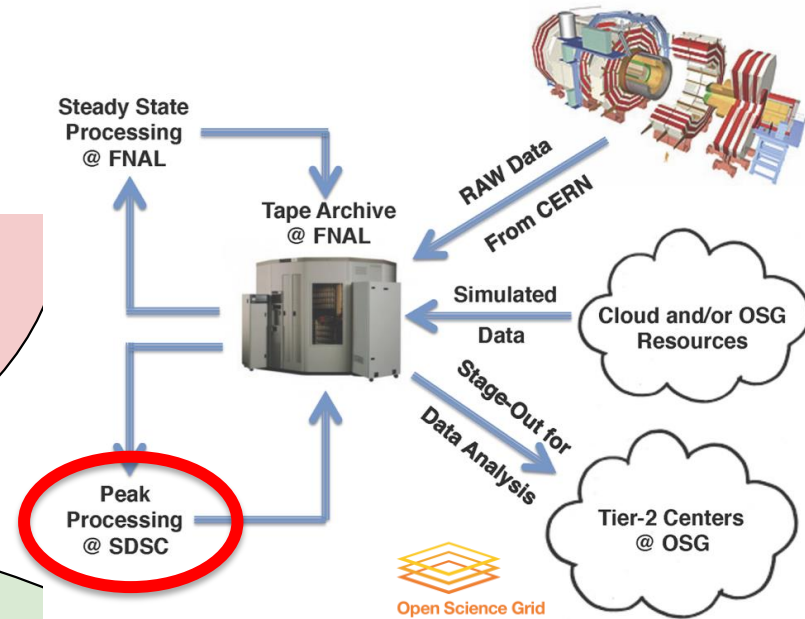 Steady State
Processing
@ FNAL
Tape Archive
@ FNAL
RAW Data
From CERN
Simulated
Data
Cloud and/or OSG
Resources
Stage-Out for
Data Analysis
Peak
Processing
@ SDSC
Tier-2 Centers
@ OSG
Open Science Grid